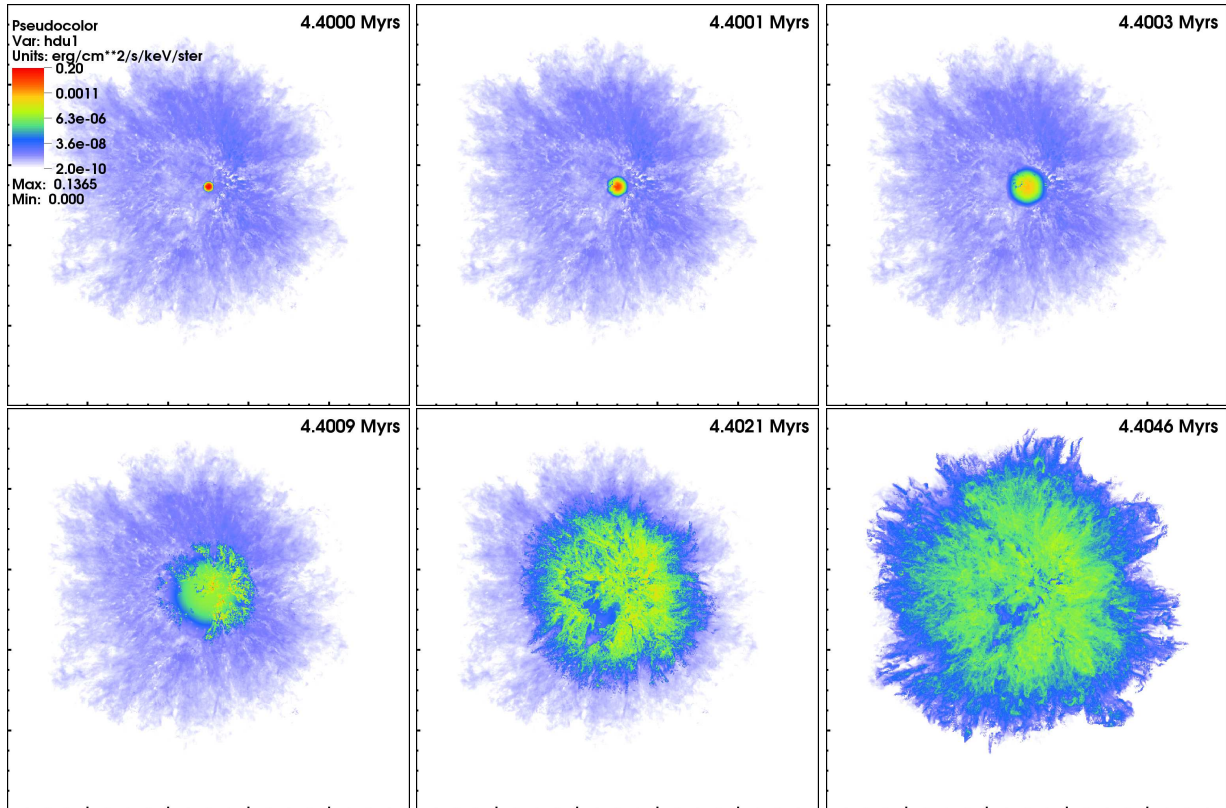 4.4000 Myrs
4.4001 Myrs
4.4003 Myrs
Pseudocolor
Var: hdu1
Units: erg/cm**2/s/keV/ster
0.20
0.0011
6.3e-06
3.6e-08
2.0e-10
Max: 0.1365
Min: 0.000
4.4009 Myrs
4.4021 Myrs
4.4046 Myrs